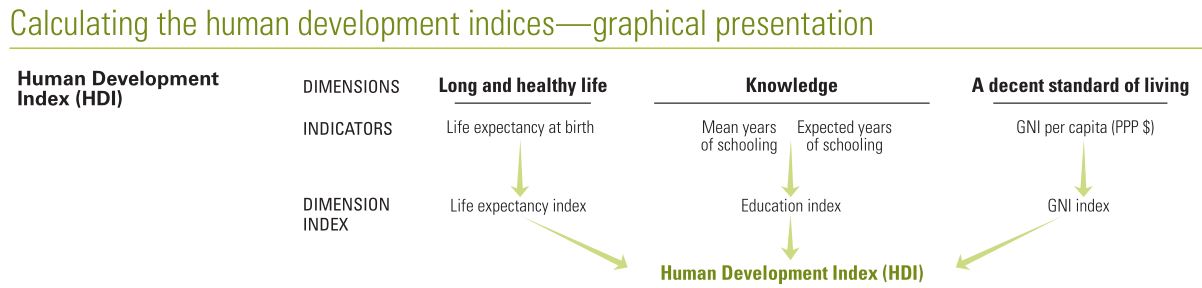 Calculating the human development indices—graphical presentation
Human Development
Index (HDI)
DIMENSIONS
Long and healthy life
Knowledge
A decent standard of living
INDICATORS
Life expectancy at birth
Mean years
of schooling
Expected years
of schooling
GNI per capita (PPP $)
DIMENSION
INDEX
Life expectancy index
Education index
GNI index
Human Development Index (HDI)